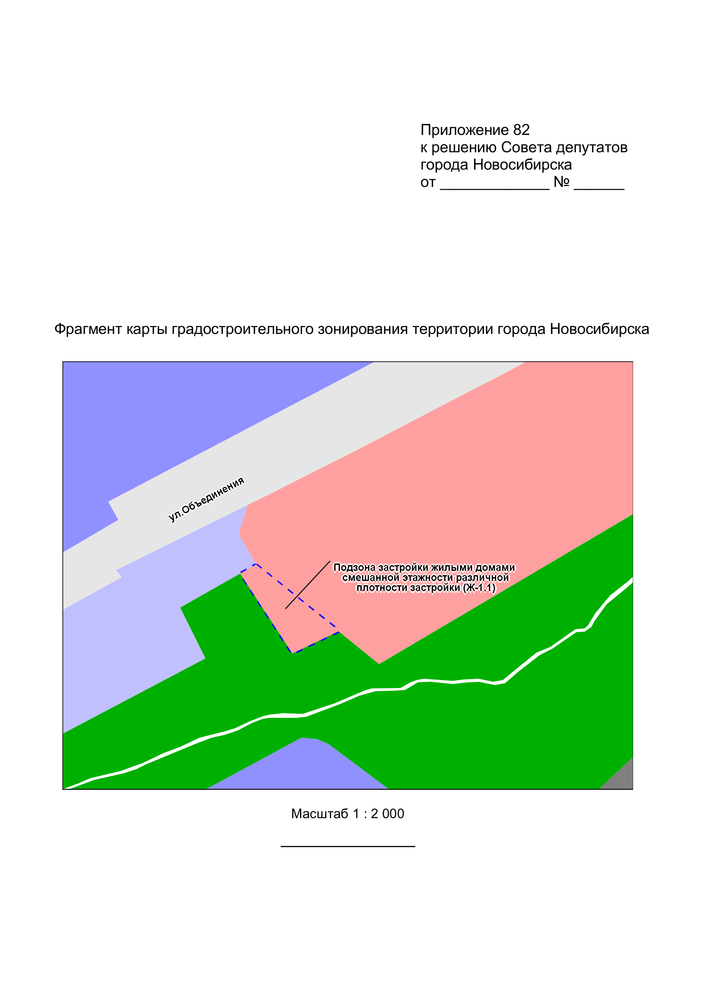 Приложение 82
к решению Совета депутатов
города Новосибирска
от _____________ № ______
Фрагмент карты градостроительного зонирования территории города Новосибирска
ул.Объединения
Подзона застройки жилыми домами
смешанной этажности различной
плотности застройки (Ж-1.1)
Масштаб 1 : 2 000